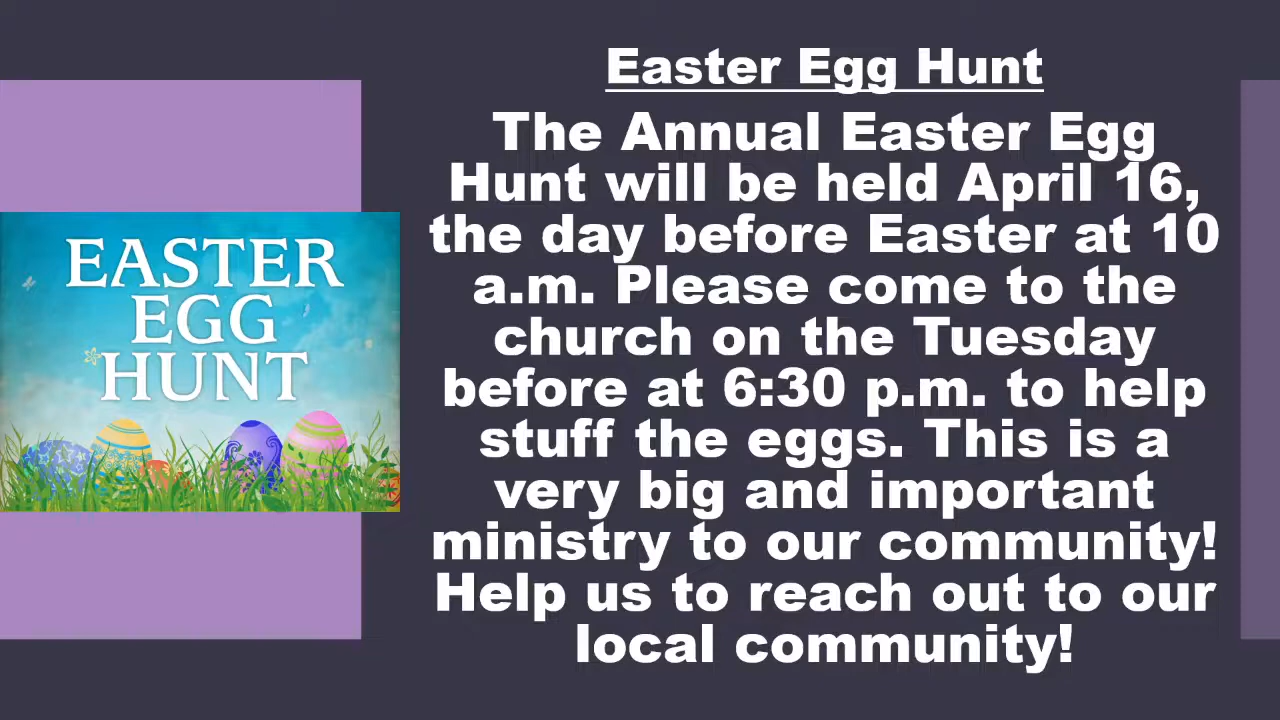 EASTER
EGG
HUNT
Easter Egg Hunt
The Annual Easter Egg
Hunt will be held April 16,
the day before Easter at 10
a.m. Please come to the
church on the Tuesday
before at 6:30 p.m. to help
stuff the eggs. This is a
very big and important
ministry to our community!
Help us to reach out to our
local community!